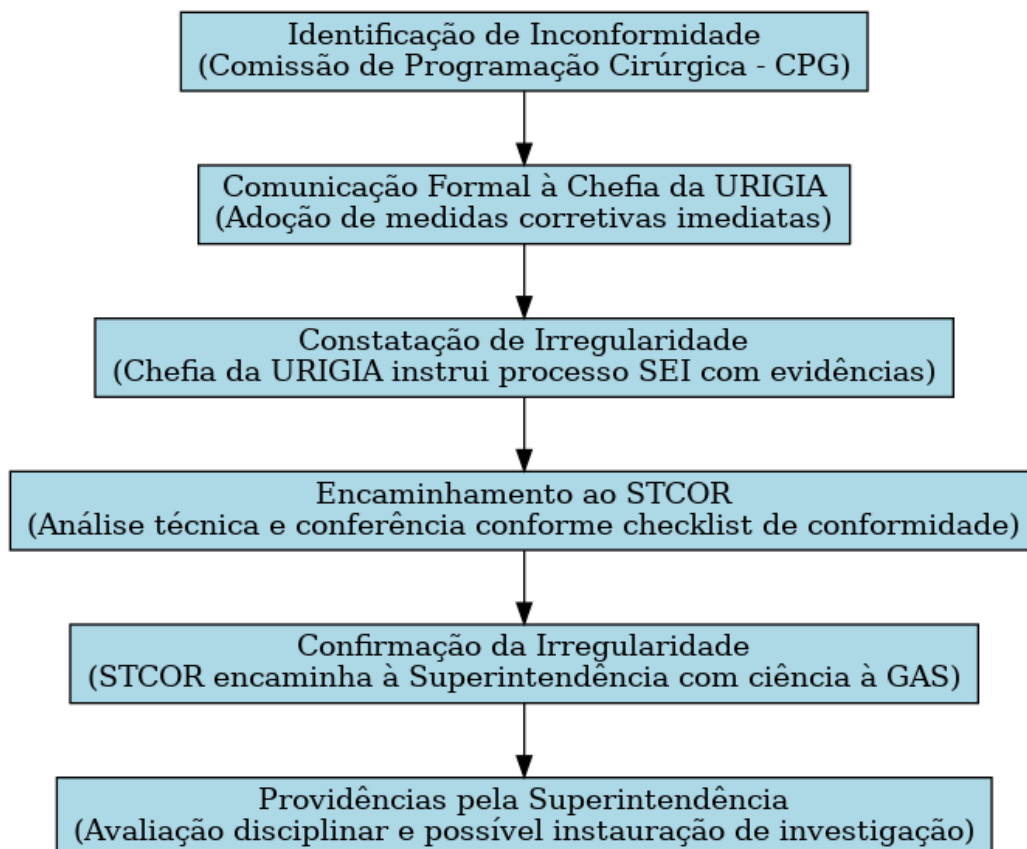 Identificação de Inconformidade
(Comissão de Programação Cirúrgica - CPG)
Comunicação Formal à Chefia da URIGIA
(Adoção de medidas corretivas imediatas)
Constatação de Irregularidade
(Chefia da URIGIA instrui processo SEI com evidências)
Encaminhamento ao STCOR
(Análise técnica e conferência conforme checklist de conformidade)
Confirmação da Irregularidade
(STCOR encaminha à Superintendência com ciência à GAS)
Providências pela Superintendência
(Avaliação disciplinar e possível instauração de investigação)